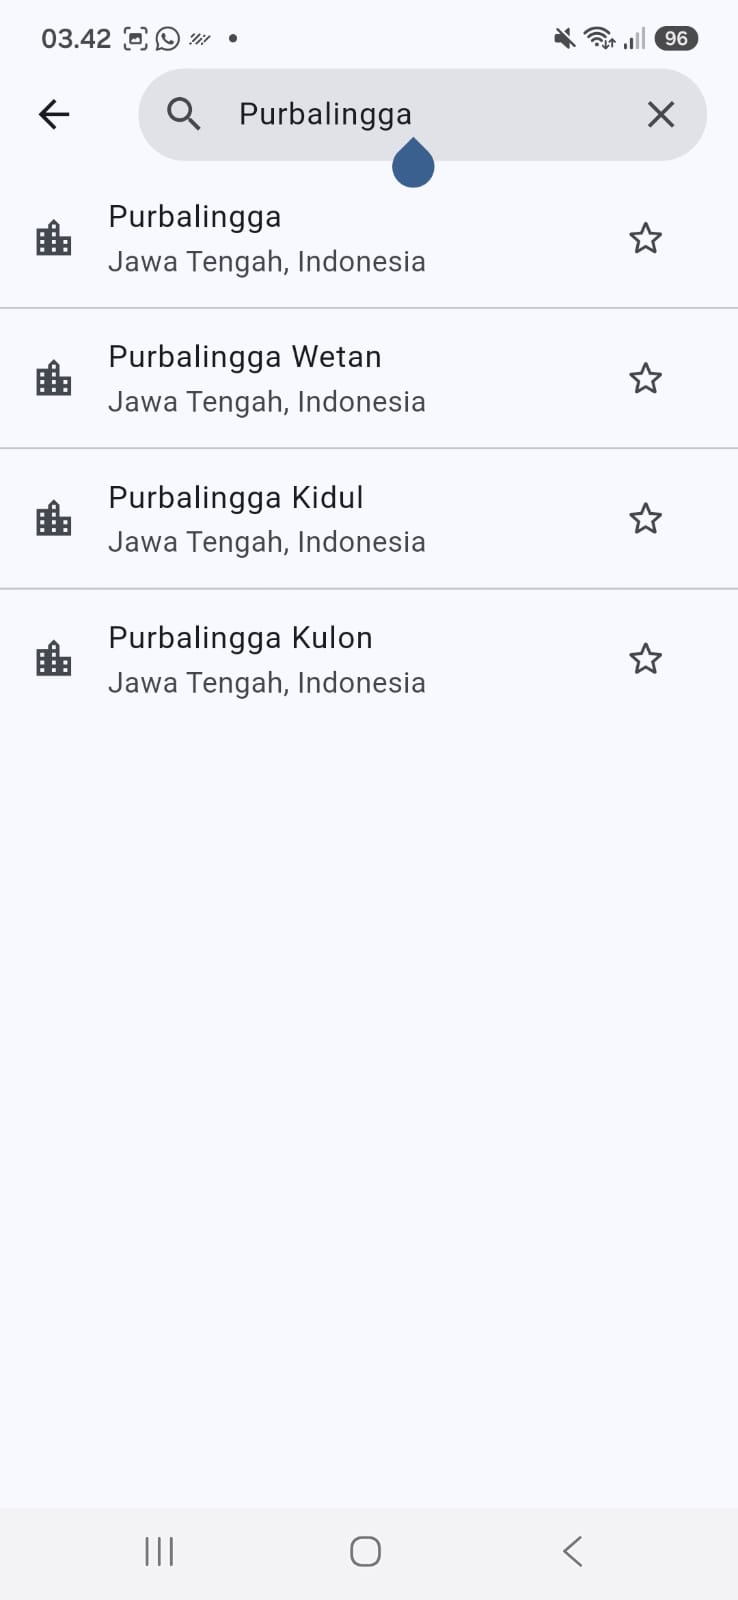 03.42
96
Purbalingga
Purbalingga
Jawa Tengah, Indonesia
Purbalingga Wetan
Jawa Tengah, Indonesia
Purbalingga Kidul
Jawa Tengah, Indonesia
Purbalingga Kulon
Jawa Tengah, Indonesia